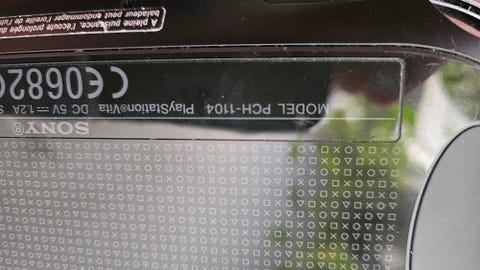 SONY®
MODEL PCH-1104 PlayStation®Vita DC 5V 1.2A
CE0682
À pleine puissance, l'écoute prolongée du
baladeur peut endommager l'oreille de